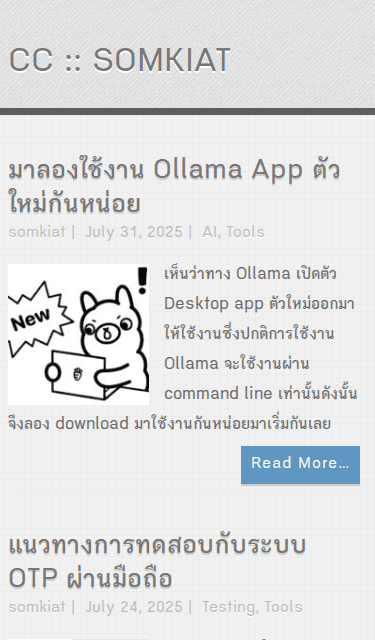 CC :: SOMKIAT
มาลองใช้งาน Ollama App ตัว
ใหม่กันหน่อย
somkiat | July 31, 2025 | AI, Tools
New
เห็นว่าทาง Ollama เปิดตัว
Desktop app ตัวใหม่ออกมา
ให้ใช้งานซึ่งปกติการใช้งาน
Ollama จะใช้งานผ่าน
command line เท่านั้นดังนั้น
จึงลอง download มาใช้งานกันหน่อยมาเริ่มกันเลย
Read More...
แนวทางการทดสอบกับระบบ
OTP ผ่านมือถือ
somkiat | July 24, 2025 | Testing, Tools